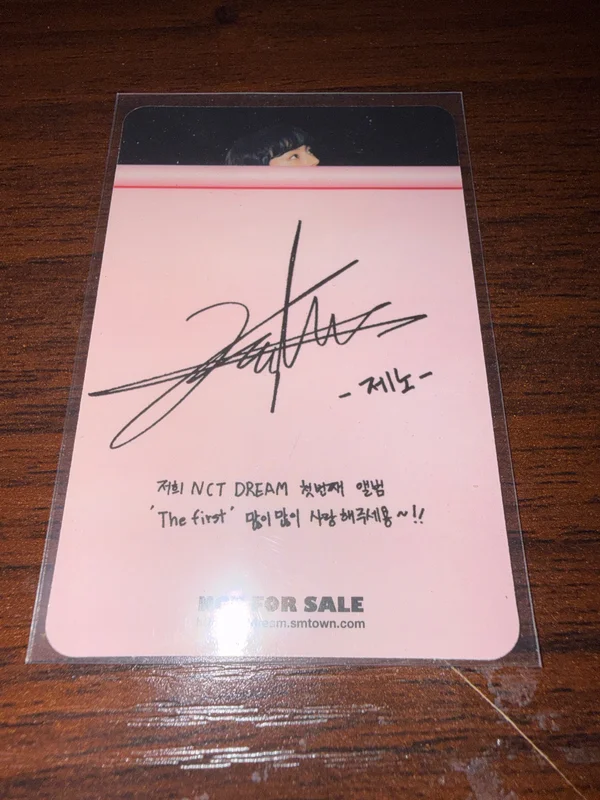 -제노-
저희 NCT DREAM 첫번째 앨범
'The first' 많이많이 사랑해주세용~!!
FOR SALE
dream.smtown.com